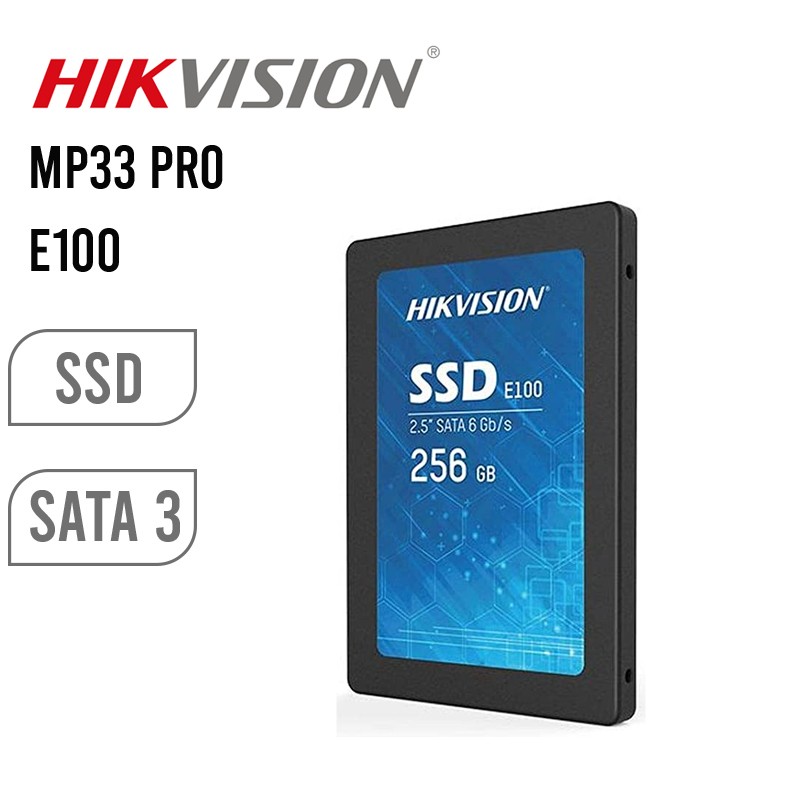 HIKVISION®
MP33 PRO
E100
SSD
SATA 3
HIKVISION®
SSD E100
2.5" SATA 6 Gb/s
256 GB